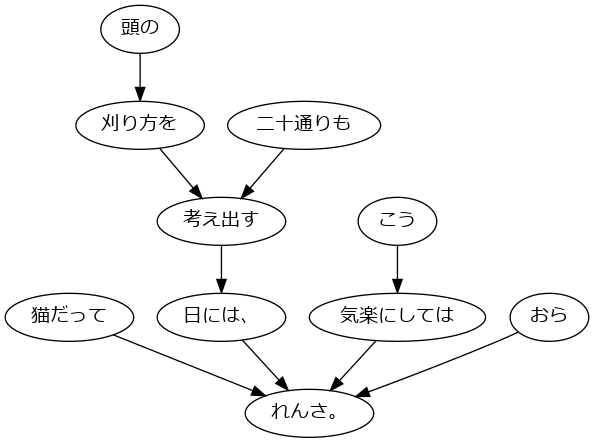 頭の
刈り方を
二十通りも
考え出す
こう
猫だって
日には、
気楽にしては
おら
れんさ。